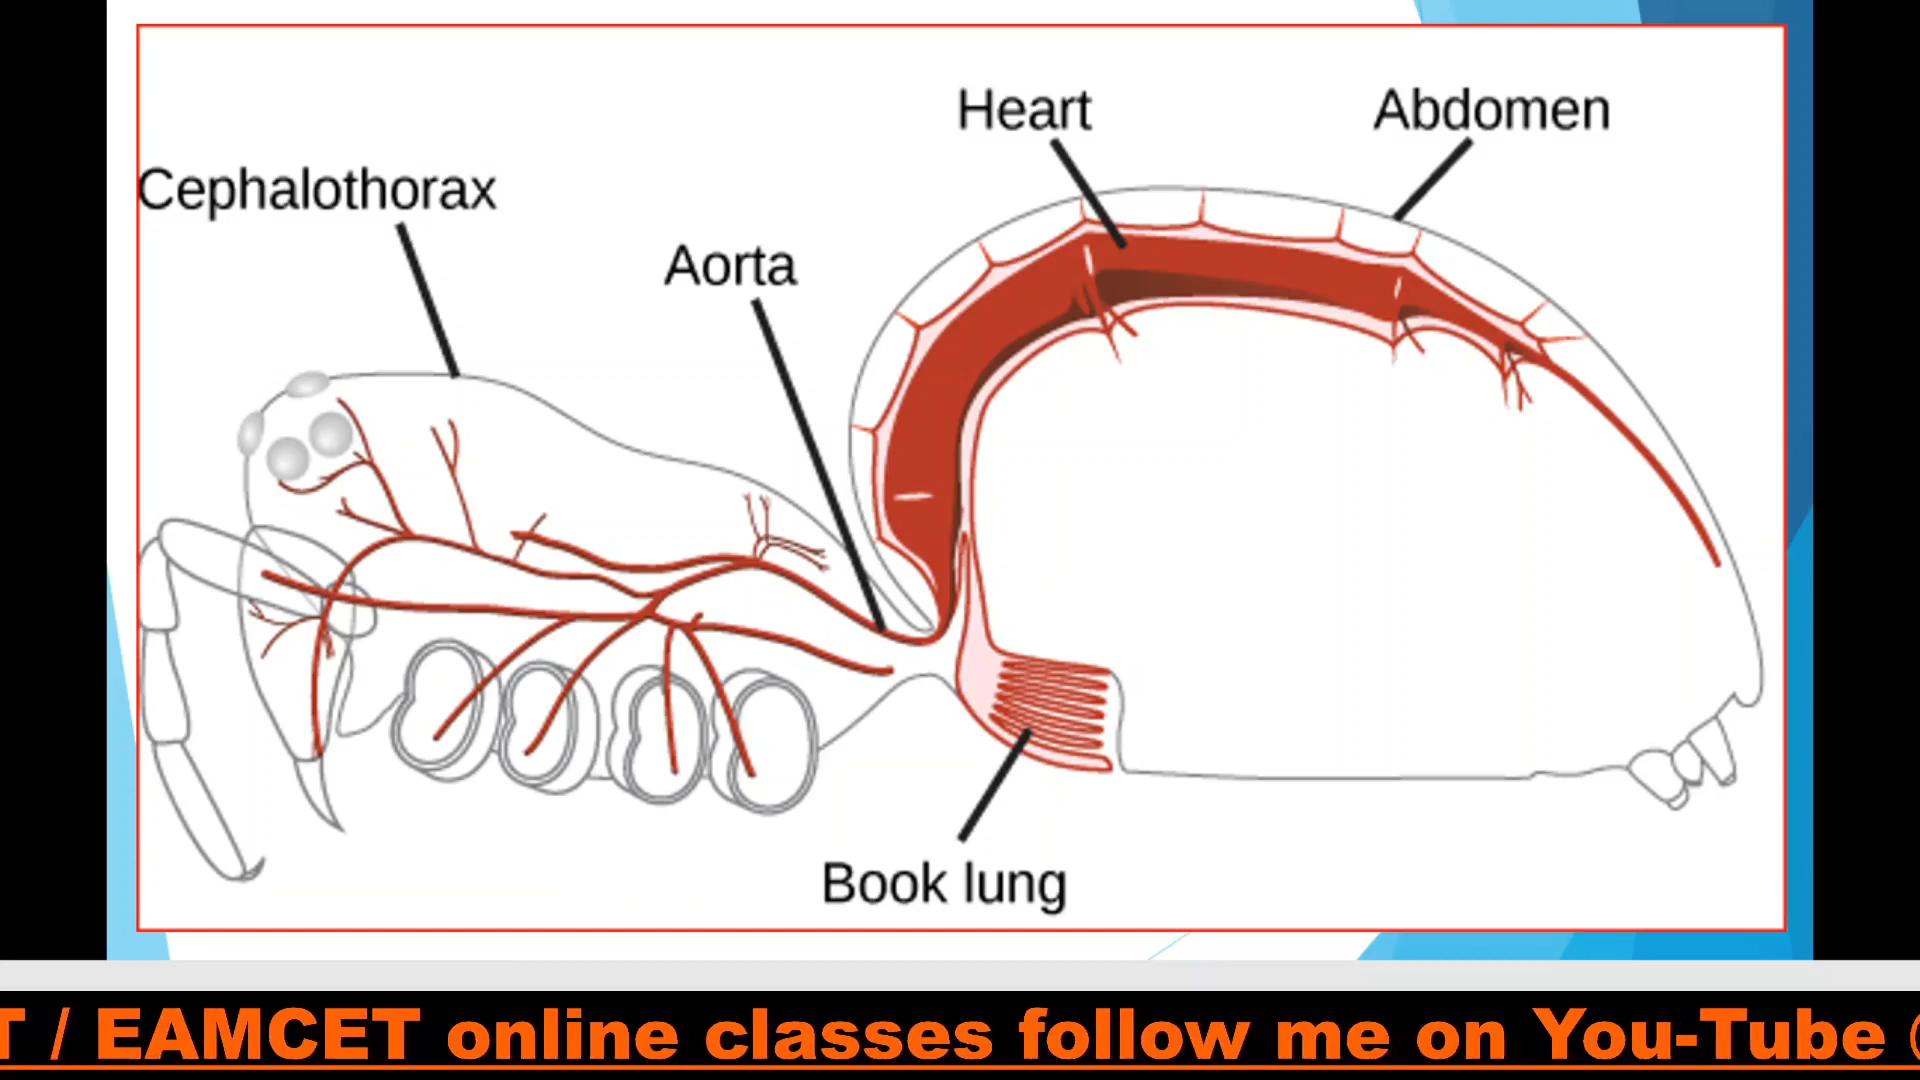 Heart
Abdomen
Cephalothorax
Aorta
Book lung
/ EAMCET online classes follow me on You-Tube